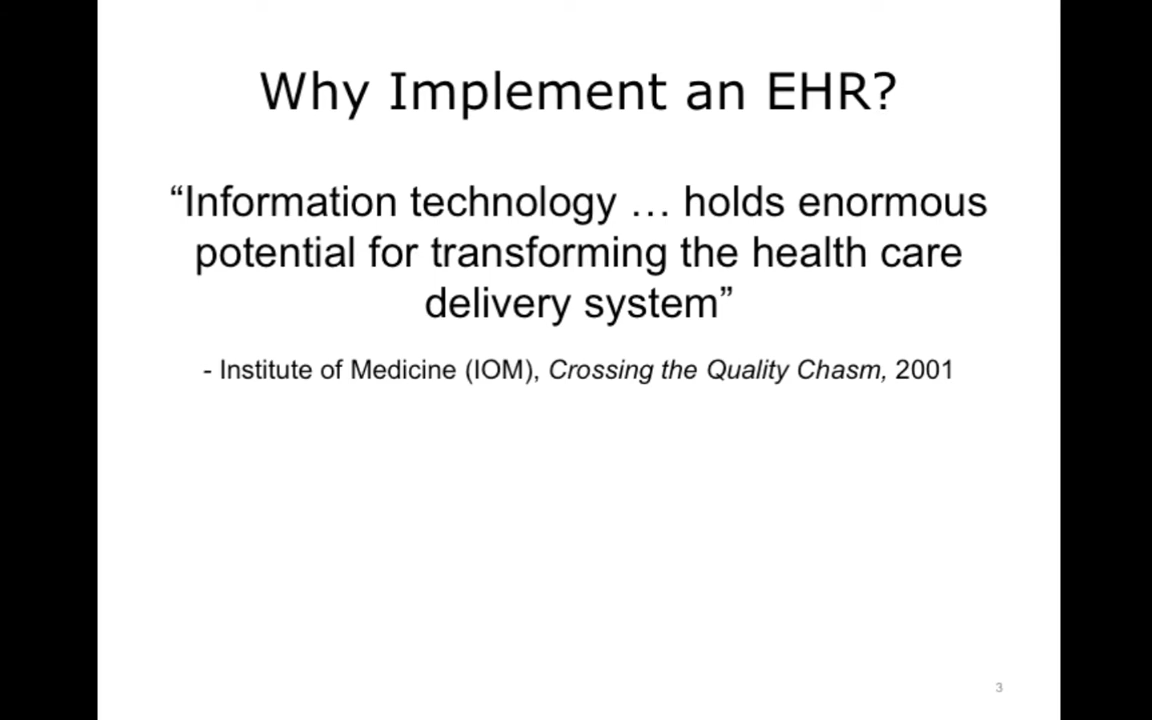 Why Implement an EHR?
“Information technology … holds enormous
potential for transforming the health care
delivery system”
- Institute of Medicine (IOM), Crossing the Quality Chasm, 2001
3